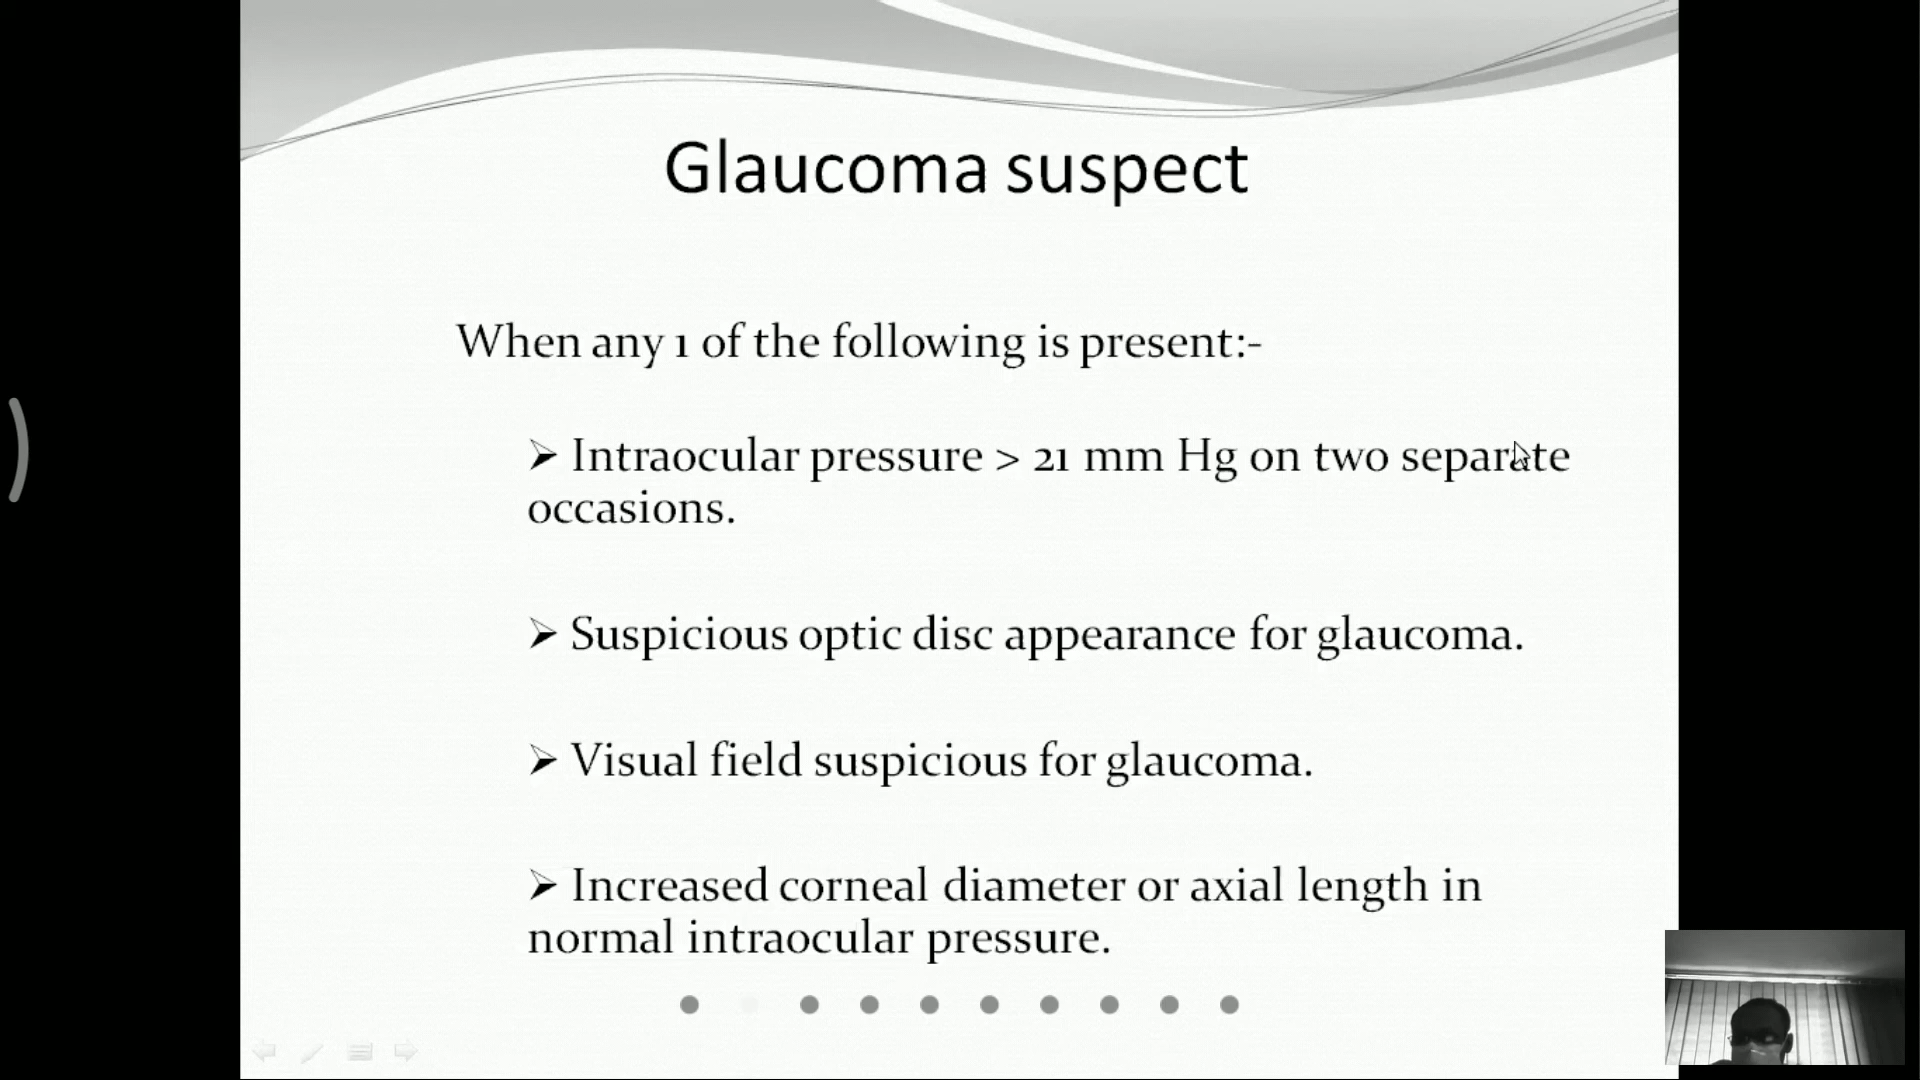 Glaucoma suspect
When any 1 of the following is present:-
➢ Intraocular pressure > 21 mm Hg on two separate
occasions.
➢ Suspicious optic disc appearance for glaucoma.
➢ Visual field suspicious for glaucoma.
➢ Increased corneal diameter or axial length in
normal intraocular pressure.